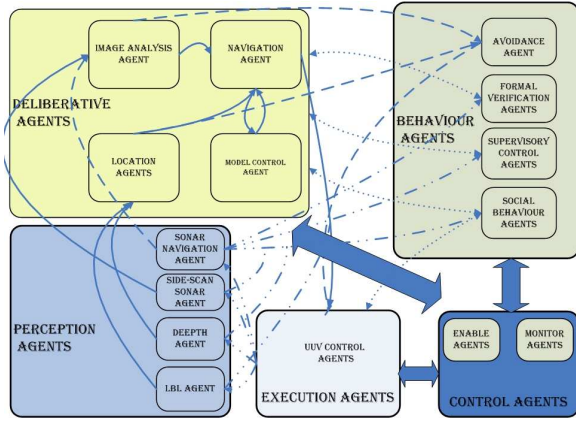 IMAGE ANALYSIS
AGENT
NAVIGATION
AGENT
DELIBERATIVE
AGENTS
LOCATION
AGENTS
MODEL CONTROL
AGENT
AVOIDANCE
AGENT
FORMAL
VERIFICATION
AGENTS
BEHAVIOUR
AGENTS
SUPERVISORY
CONTROL
AGENTS
SOCIAL
BEHAVIOUR
AGENTS
SONAR
NAVIGATION
AGENT
SIDE-SCAN
SONAR AGENT
PERCEPTION
AGENTS
DEEPTH
AGENT
LBL AGENT
UUV CONTROL
AGENTS
EXECUTION AGENTS
ENABLE
AGENTS
MONITOR
AGENTS
CONTROL AGENTS